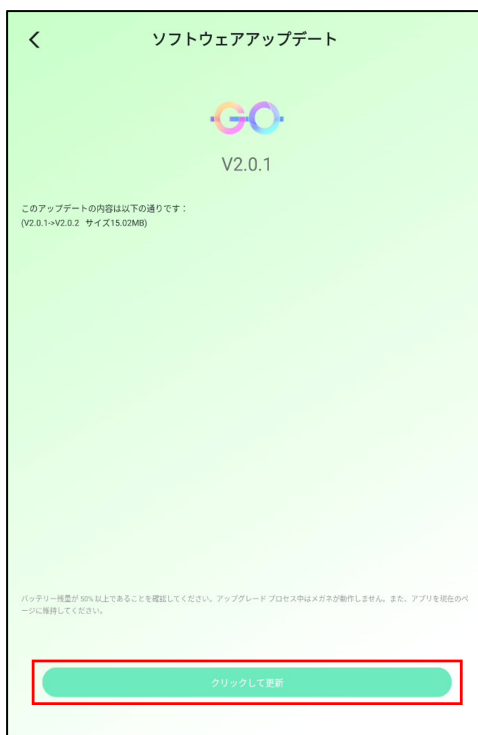 ソフトウェアアップデート
GO
V2.0.1
このアップデートの内容は以下の通りです：
(V2.0.1->V2.0.2 サイズ15.02MB)
バッテリー残量が 50% 以上であることを確認してください。アップグレード プロセス中はメガネが動作しません。また、アプリを現在のペ
ージに維持してください。
クリックして更新